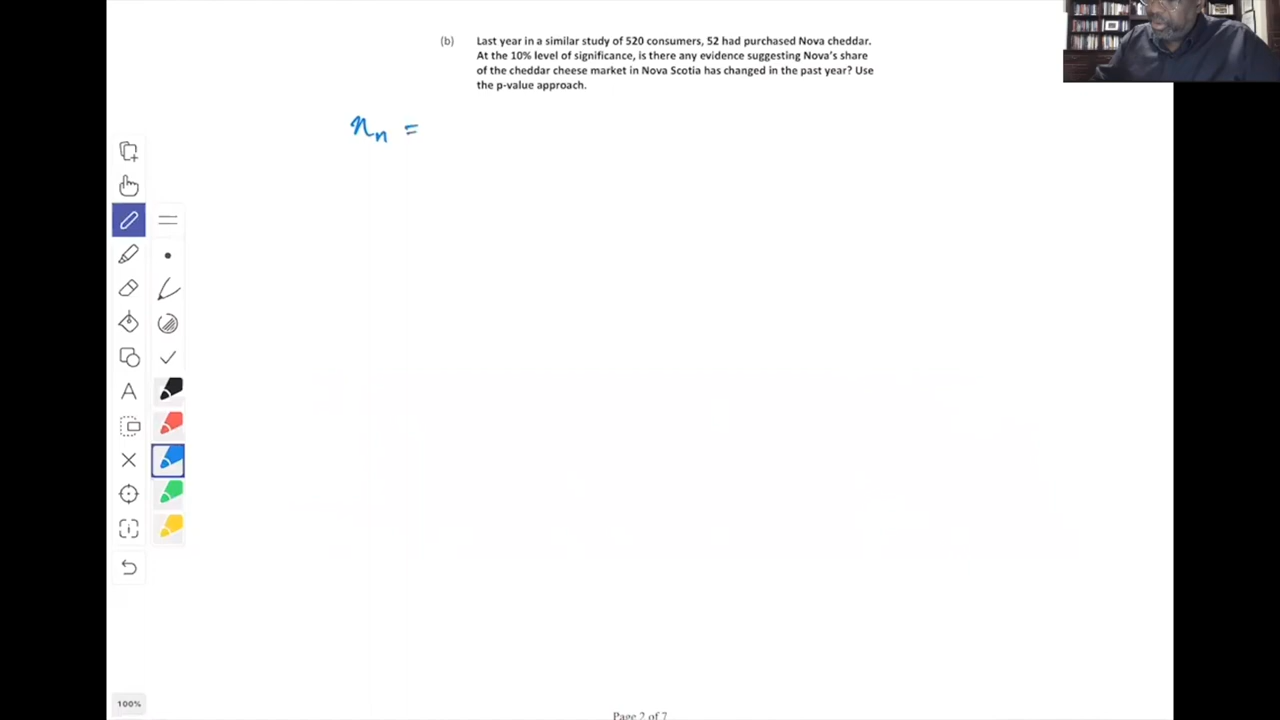 (b) Last year in a similar study of 520 consumers, 52 had purchased Nova cheddar.
At the 10% level of significance, is there any evidence suggesting Nova's share
of the cheddar cheese market in Nova Scotia has changed in the past year? Use
the p-value approach.
n_n =
A
100%
Page 2 of 7